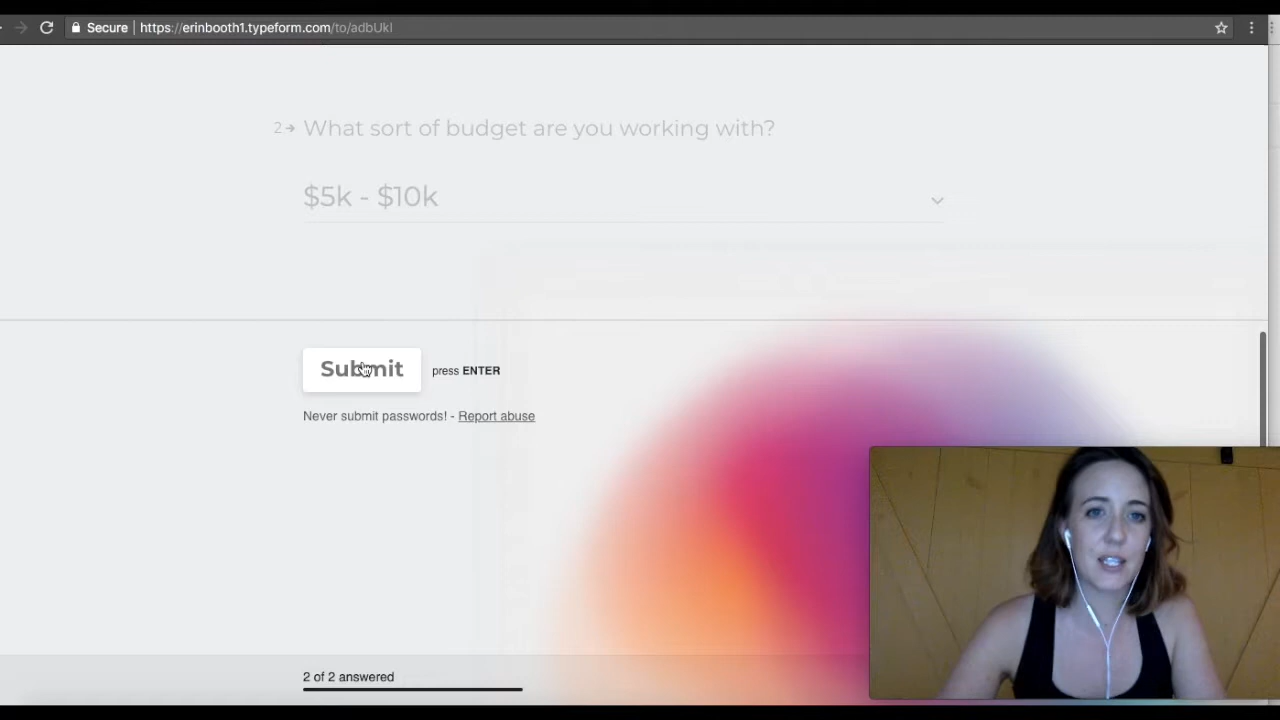 Secure | https://erinbooth1.typeform.com/to/adbUkI
2 What sort of budget are you working with?
$5k - $10k
Submit press ENTER
Never submit passwords! - Report abuse
2 of 2 answered